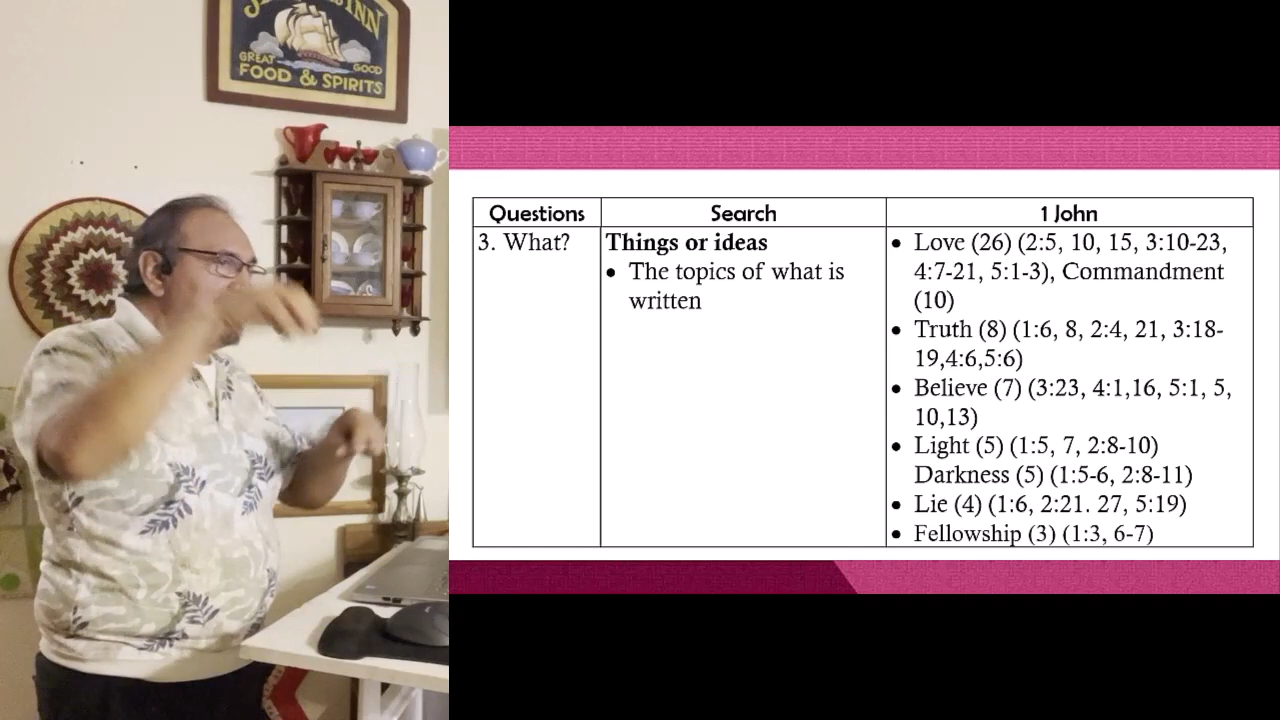 INN
GREAT GOOD
FOOD & SPIRITS
Questions Search 1 John
3. What? Things or ideas
• The topics of what is
written
• Love (26) (2:5, 10, 15, 3:10-23,
4:7-21, 5:1-3), Commandment
(10)
• Truth (8) (1:6, 8, 2:4, 21, 3:18-
19,4:6,5:6)
• Believe (7) (3:23, 4:1,16, 5:1, 5,
10,13)
• Light (5) (1:5, 7, 2:8-10)
Darkness (5) (1:5-6, 2:8-11)
• Lie (4) (1:6, 2:21. 27, 5:19)
• Fellowship (3) (1:3, 6-7)